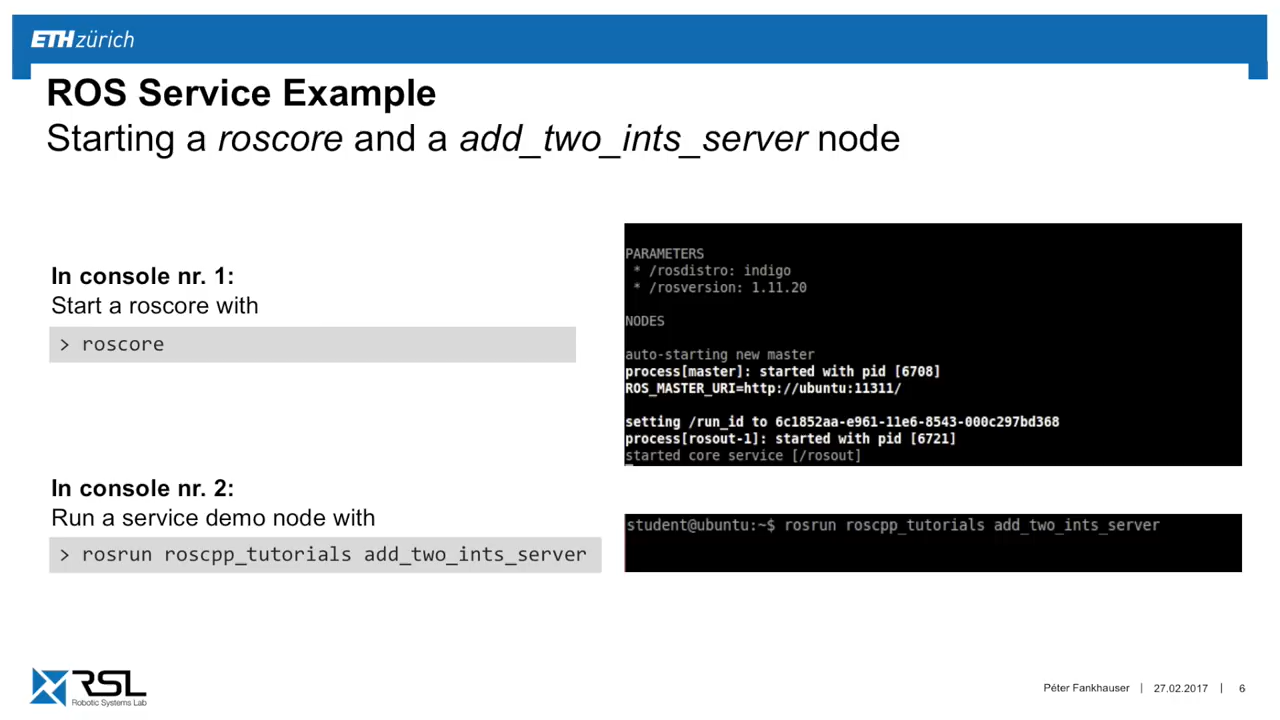 ETH zürich
ROS Service Example
Starting a roscore and a add_two_ints_server node
In console nr. 1:
Start a roscore with
> roscore
PARAMETERS
* /rosdistro: indigo
* /rosversion: 1.11.20
NODES
auto-starting new master
process[master]: started with pid [6708]
ROS_MASTER_URI=http://ubuntu:11311/
setting /run_id to 6c1852aa-e961-11e6-8543-000c297bd368
process[rosout-1]: started with pid [6721]
started core service [/rosout]
In console nr. 2:
Run a service demo node with
> rosrun roscpp_tutorials add_two_ints_server
student@ubuntu:~$ rosrun roscpp_tutorials add_two_ints_server
RSL
Robotic Systems Lab
Péter Fankhauser | 27.02.2017 | 6